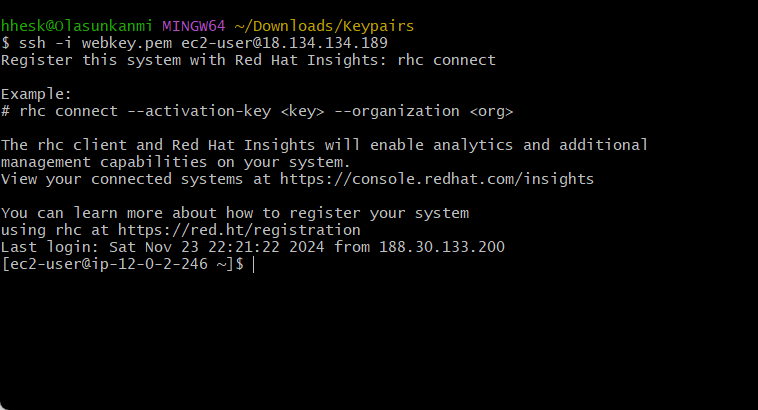 hhesk@Olasunkanmi MINGW64 ~/Downloads/Keypairs
$ ssh -i webkey.pem ec2-user@18.134.134.189
Register this system with Red Hat Insights: rhc connect
Example:
# rhc connect --activation-key <key> --organization <org>
The rhc client and Red Hat Insights will enable analytics and additional
management capabilities on your system.
View your connected systems at https://console.redhat.com/insights
You can learn more about how to register your system
using rhc at https://red.ht/registration
Last login: Sat Nov 23 22:21:22 2024 from 188.30.133.200
[ec2-user@ip-12-0-2-246 ~]$